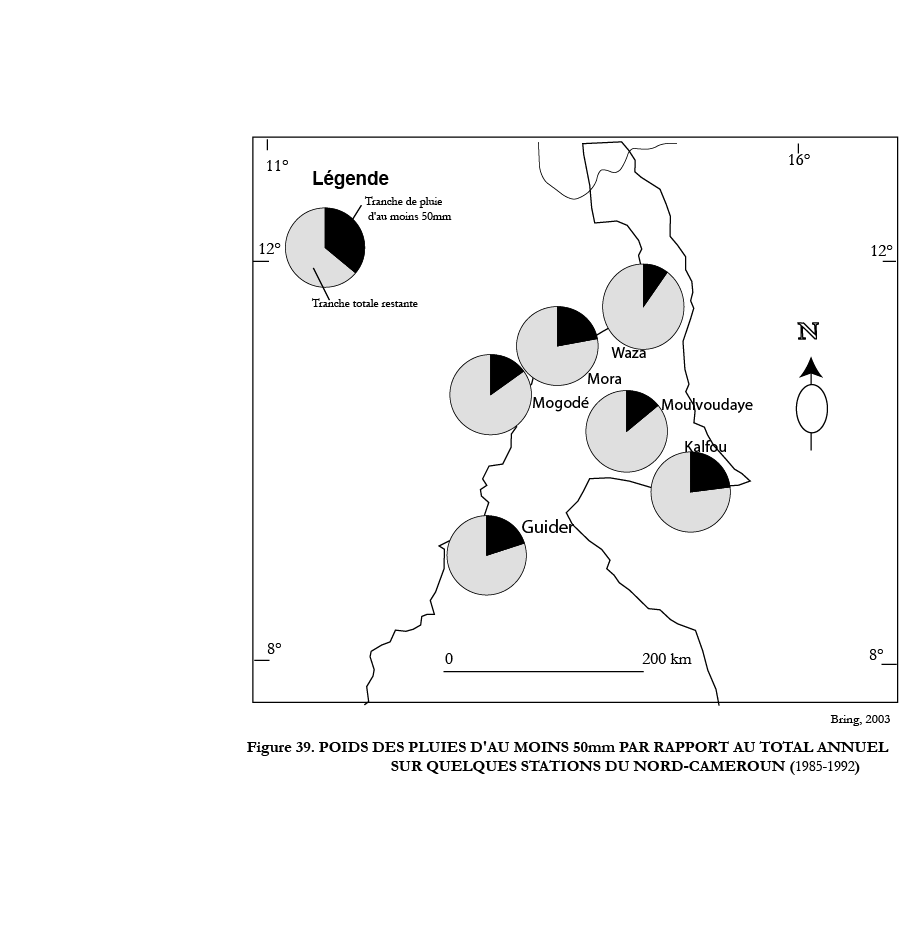 11°
16°
Légende
Tranche de pluie
d'au moins 50mm
12°
12°
Tranche totale restante
N
Waza
Mora
Mogodé
Moulvoudaye
Kalfou
Guider
8°
8°
0
200 km
Bring, 2003
Figure 39. POIDS DES PLUIES D'AU MOINS 50mm PAR RAPPORT AU TOTAL ANNUEL
SUR QUELQUES STATIONS DU NORD-CAMEROUN (1985-1992)